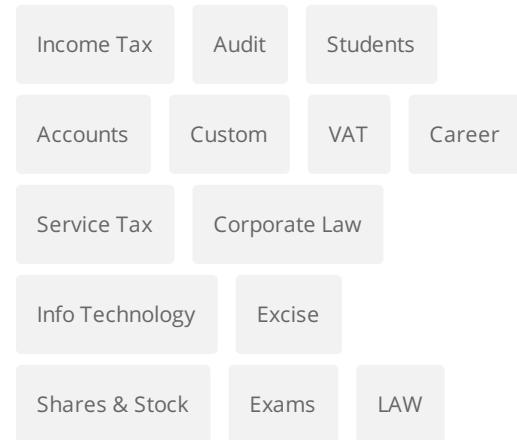 Income Tax Audit Students
Accounts Custom VAT Career
Service Tax Corporate Law
Info Technology Excise
Shares & Stock Exams LAW